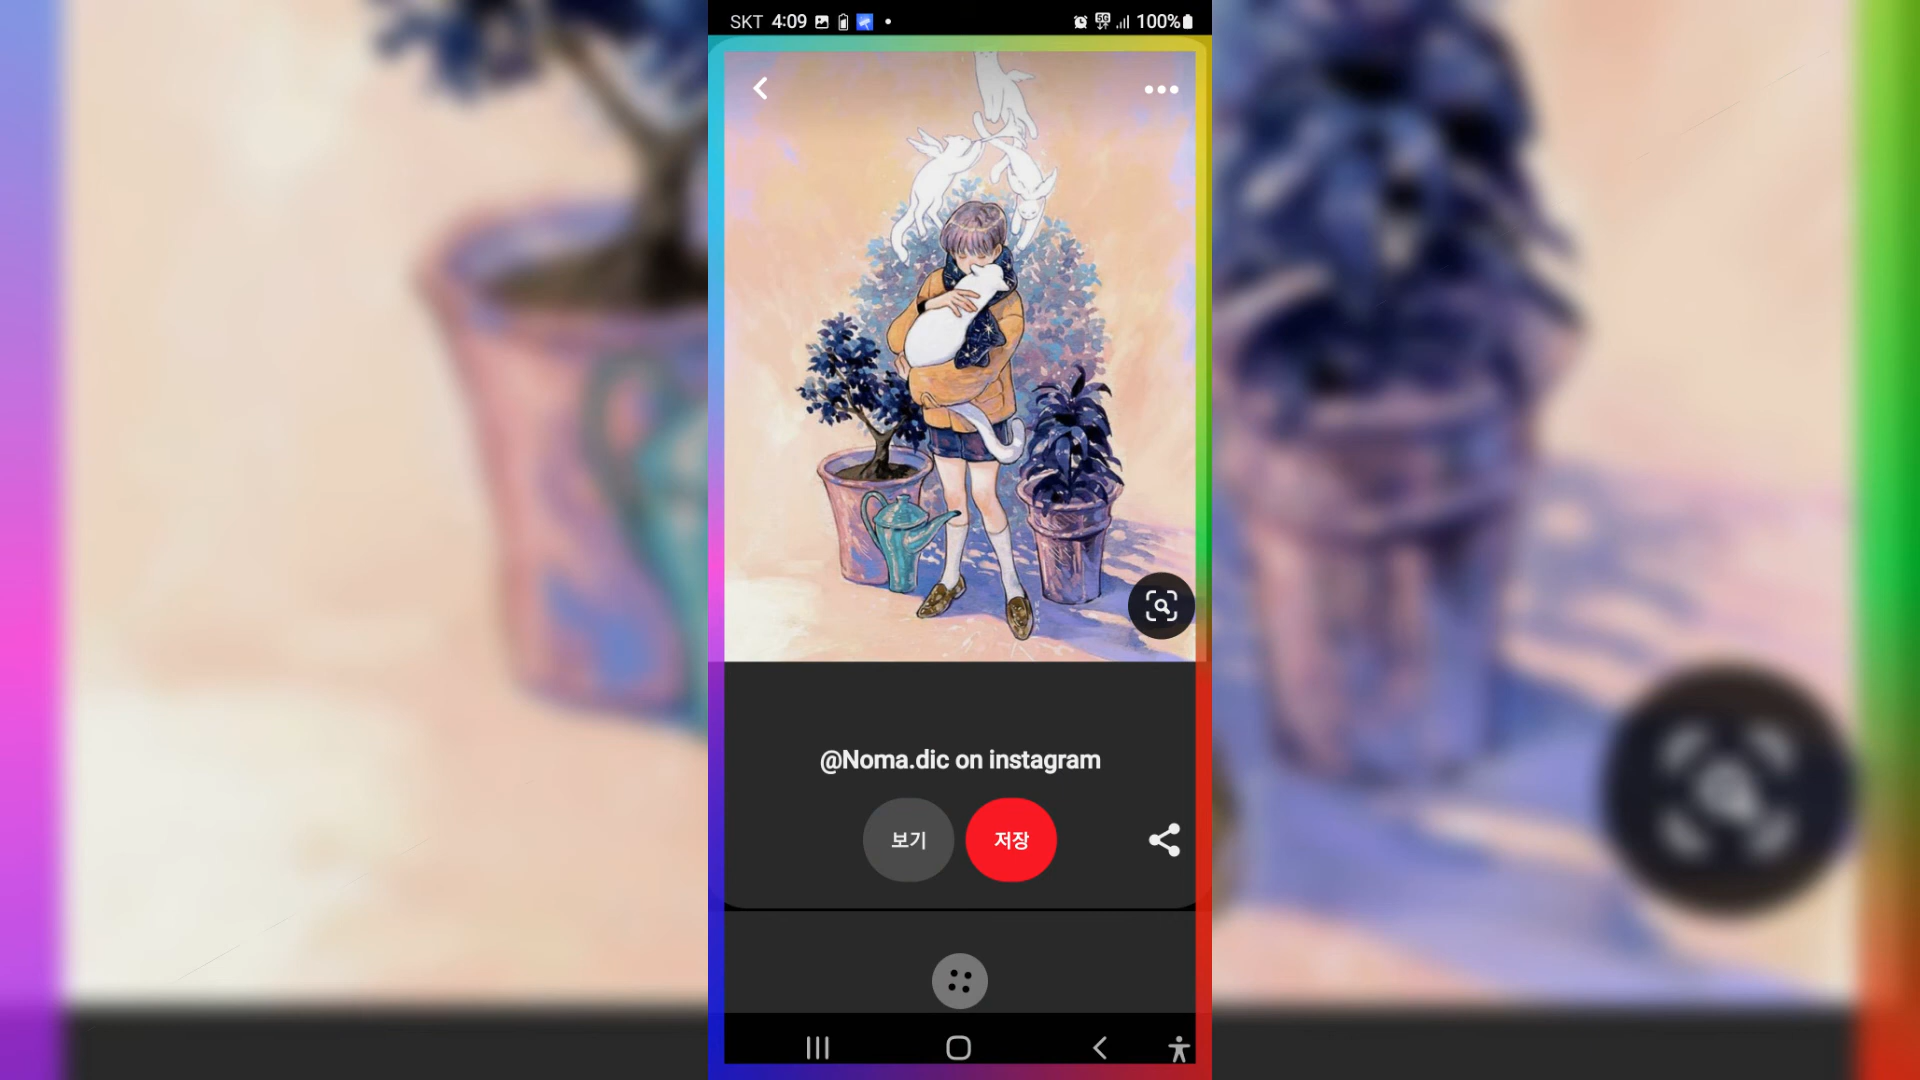 SKT 4:09 100%
@Noma.dic on instagram
보기 저장